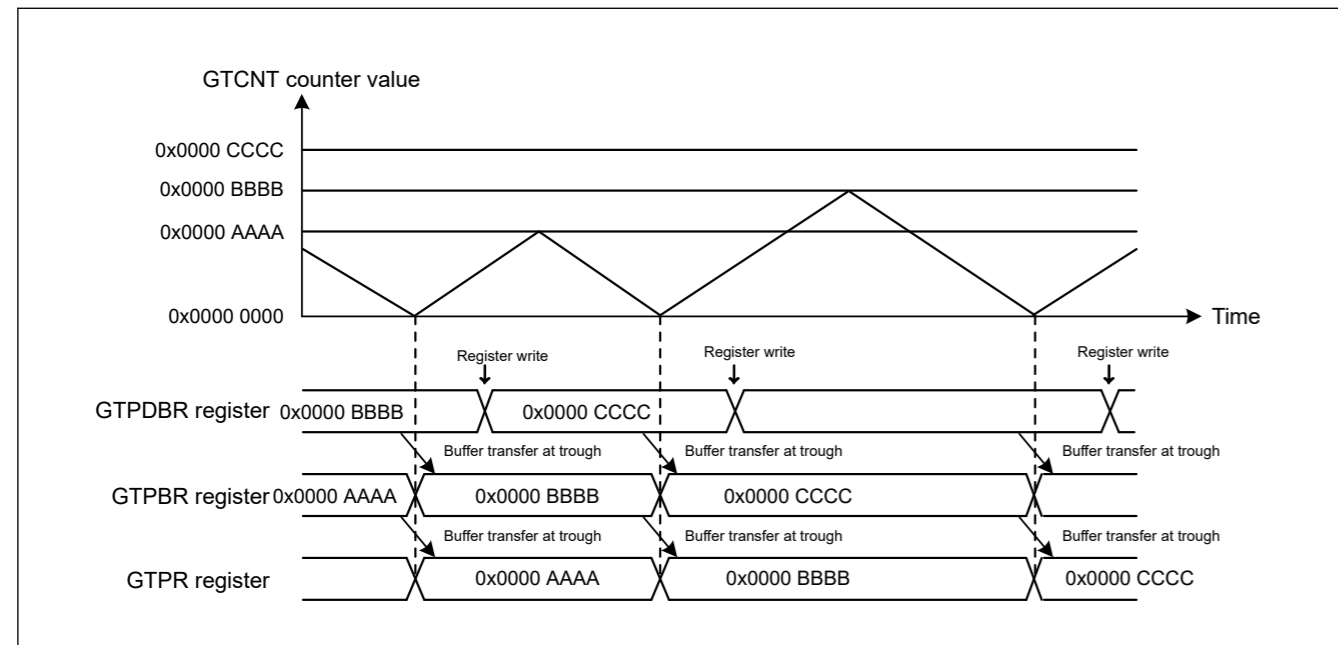 GTCNT counter value
0x0000 CCCC
0x0000 BBBB
0x0000 AAAA
0x0000 0000
Time
Register write Register write Register write
GTPDBR register 0x0000 BBBB 0x0000 CCCC
Buffer transfer at trough Buffer transfer at trough Buffer transfer at trough
GTPBR register 0x0000 AAAA 0x0000 BBBB 0x0000 CCCC
Buffer transfer at trough Buffer transfer at trough Buffer transfer at trough
GTPR register 0x0000 AAAA 0x0000 BBBB 0x0000 CCCC